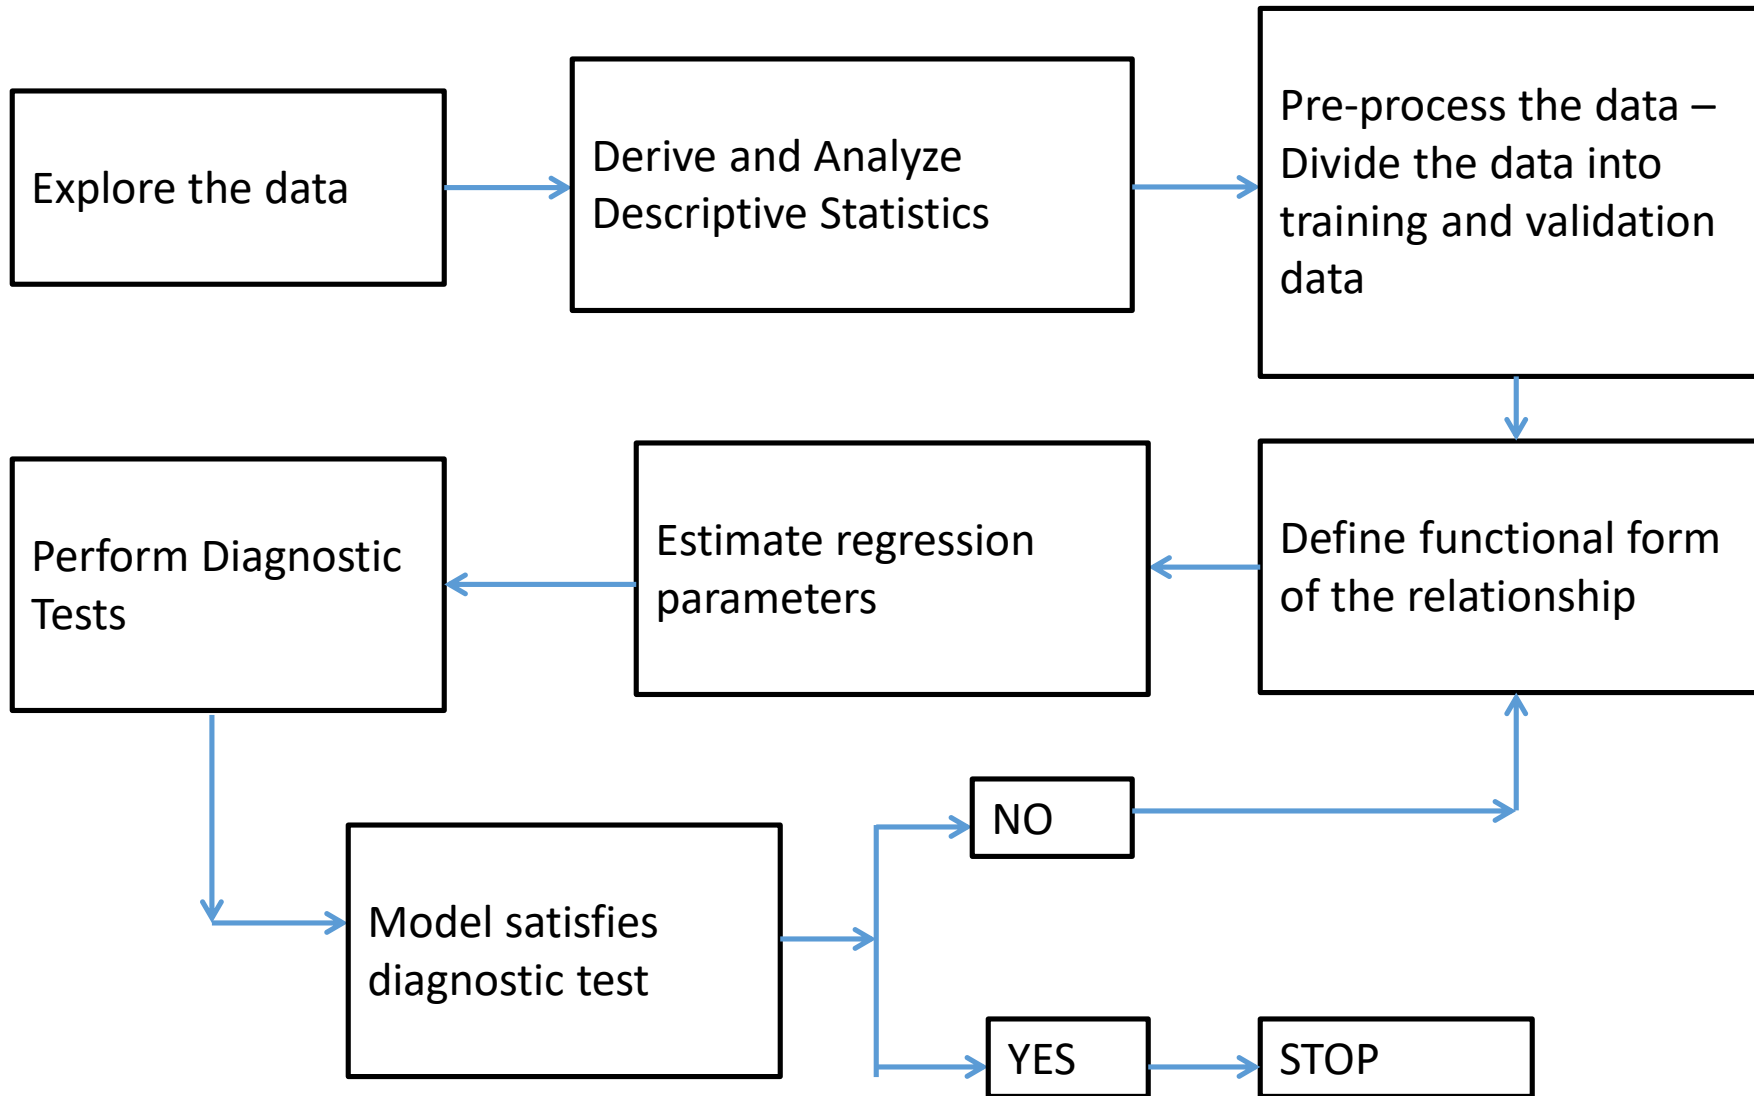 Explore the data
Derive and Analyze
Descriptive Statistics
Pre-process the data –
Divide the data into
training and validation
data
Define functional form
of the relationship
Estimate regression
parameters
Perform Diagnostic
Tests
Model satisfies
diagnostic test
NO
YES
STOP